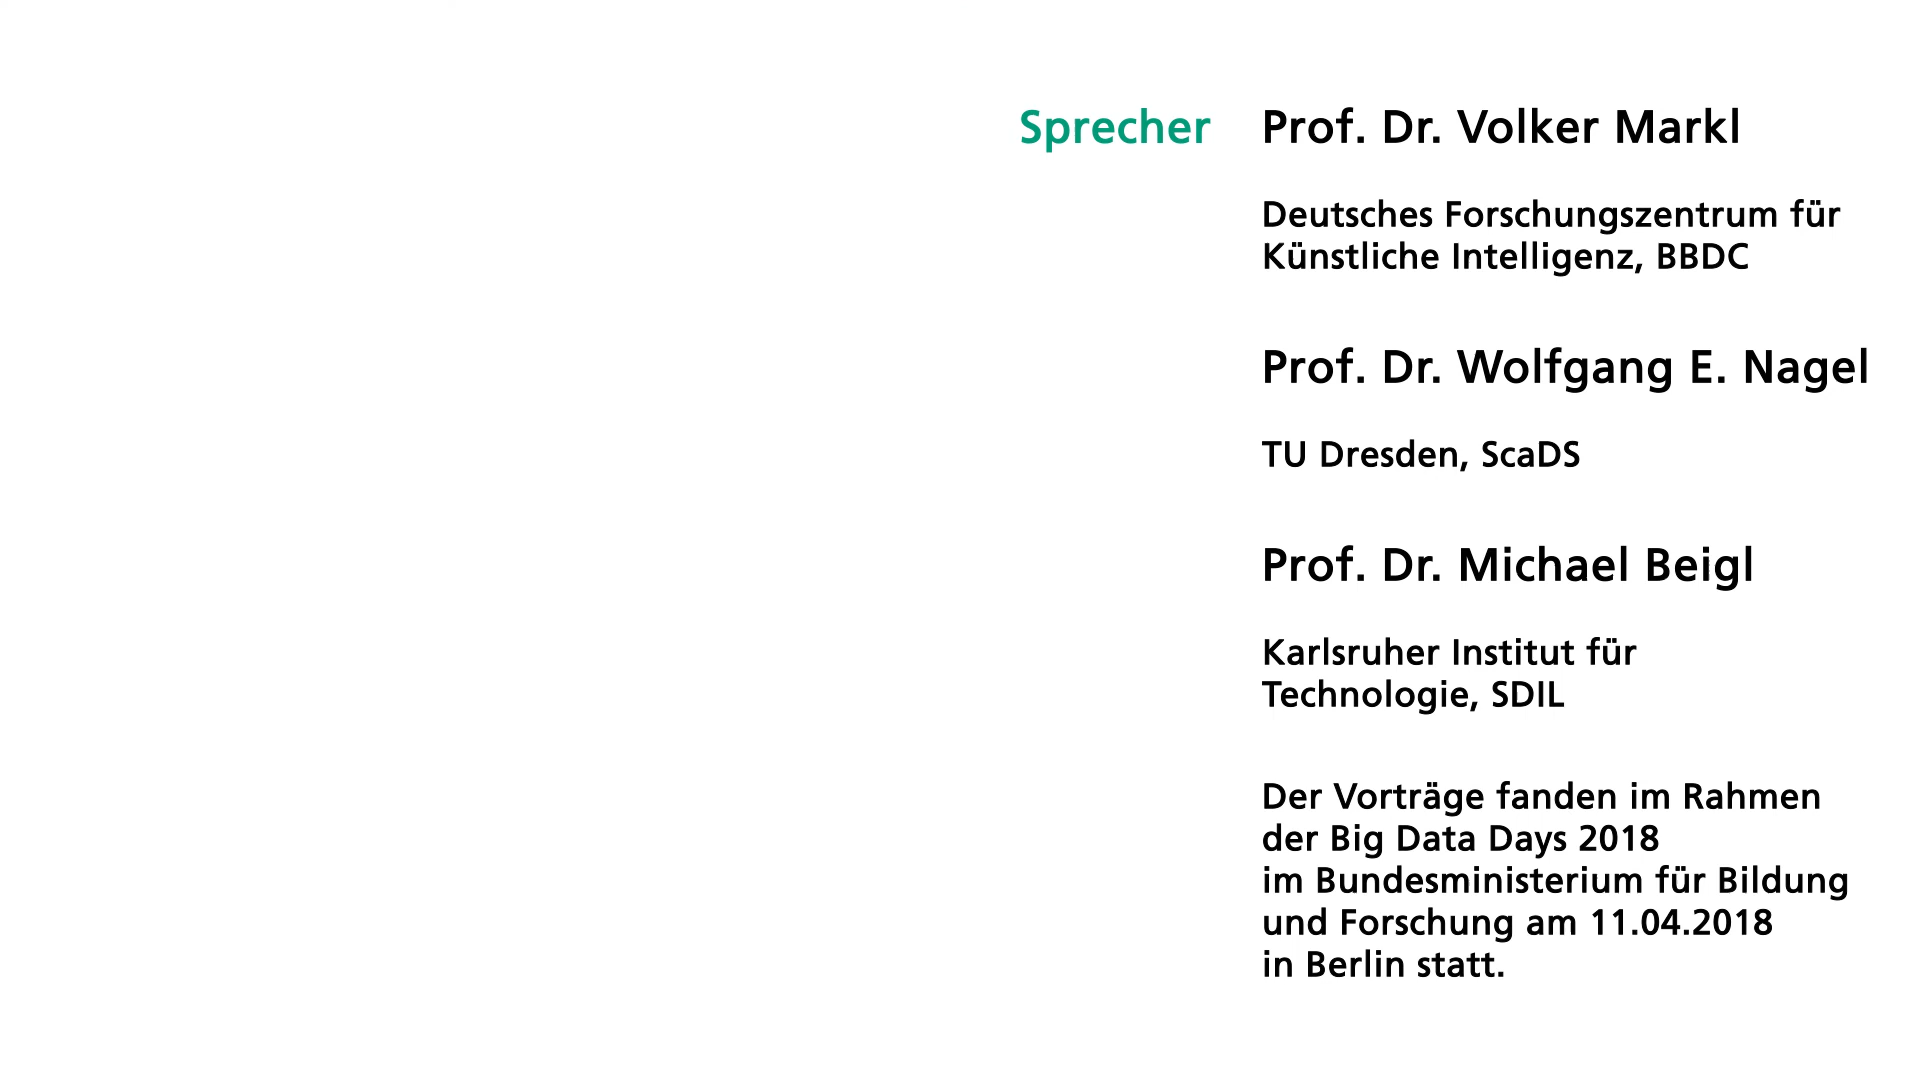 Sprecher Prof. Dr. Volker Markl
Deutsches Forschungszentrum für
Künstliche Intelligenz, BBDC
Prof. Dr. Wolfgang E. Nagel
TU Dresden, ScaDS
Prof. Dr. Michael Beigl
Karlsruher Institut für
Technologie, SDIL
Der Vorträge fanden im Rahmen
der Big Data Days 2018
im Bundesministerium für Bildung
und Forschung am 11.04.2018
in Berlin statt.